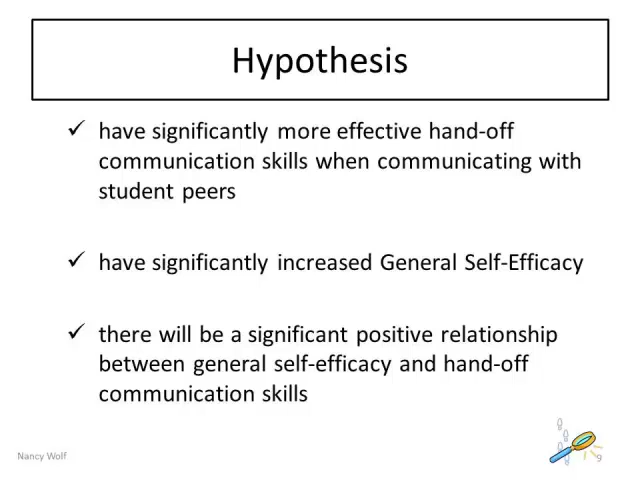 Hypothesis
✓ have significantly more effective hand-off
communication skills when communicating with
student peers
✓ have significantly increased General Self-Efficacy
✓ there will be a significant positive relationship
between general self-efficacy and hand-off
communication skills
Nancy Wolf
9